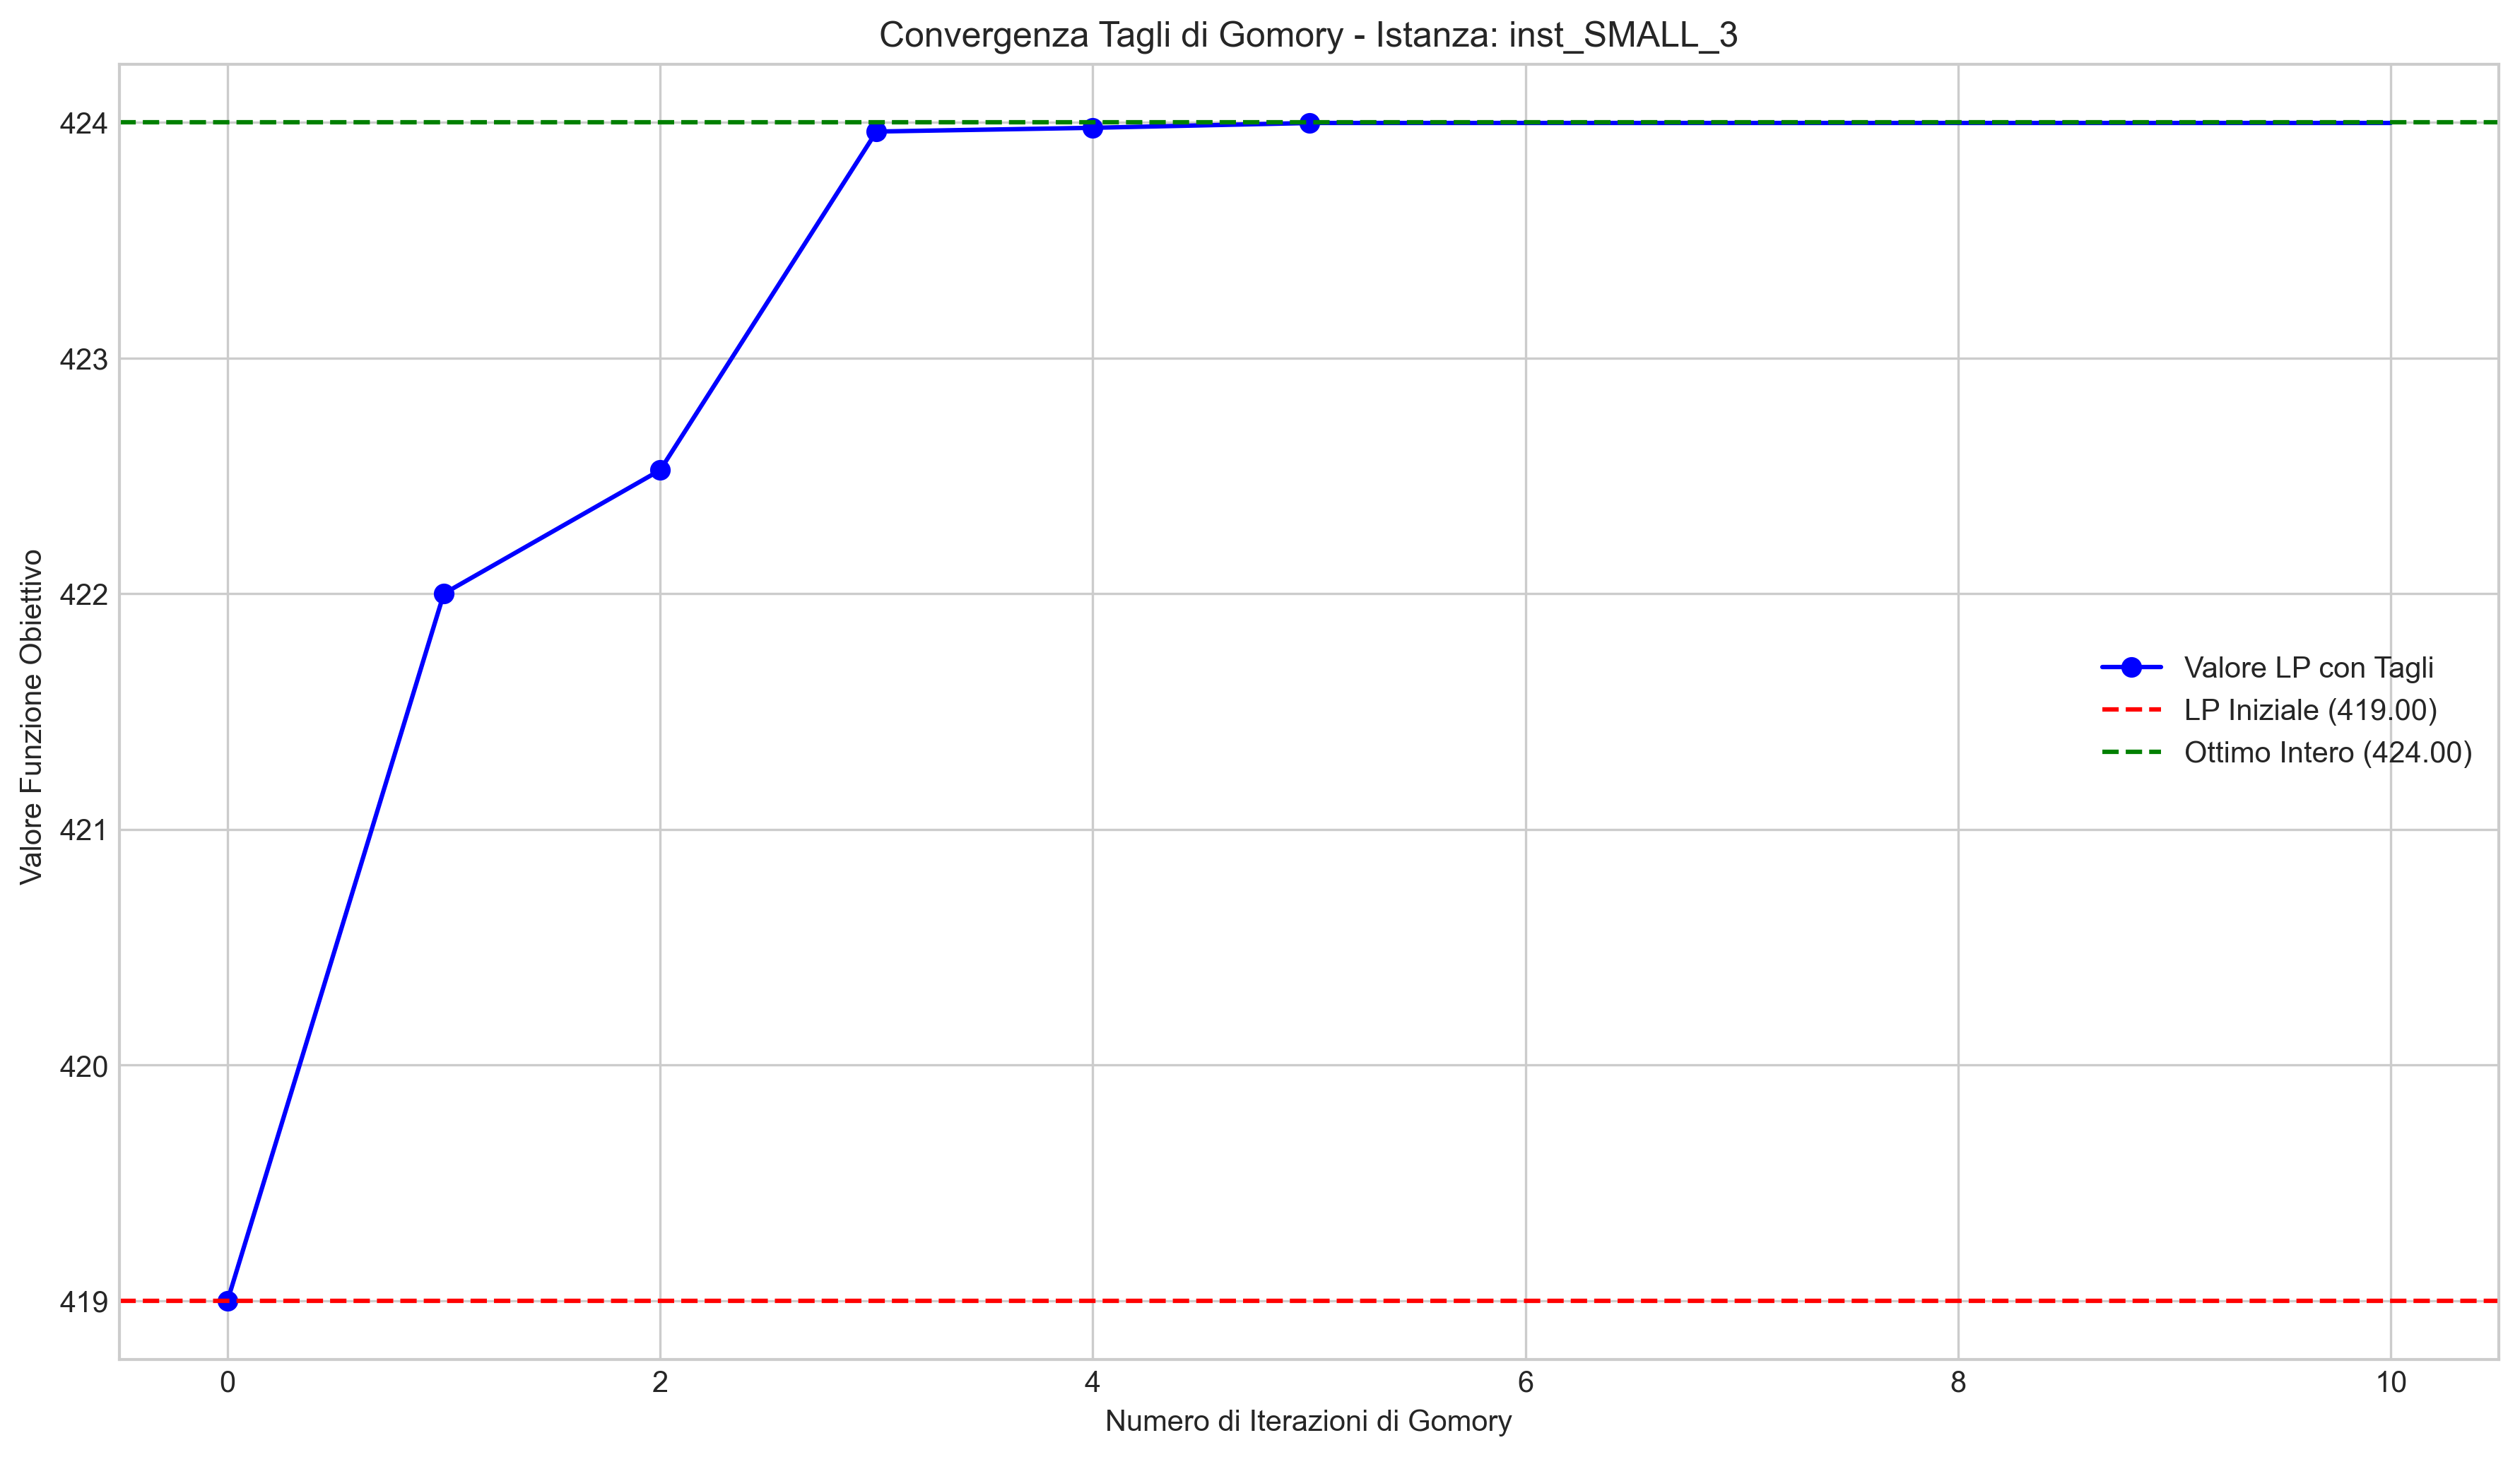 Convergenza Tagli di Gomory - Istanza: inst_SMALL_3
Valore Funzione Obiettivo
424
423
422
421
420
419
Valore LP con Tagli
LP Iniziale (419.00)
Ottimo Intero (424.00)
0 2 4 6 8 10
Numero di Iterazioni di Gomory